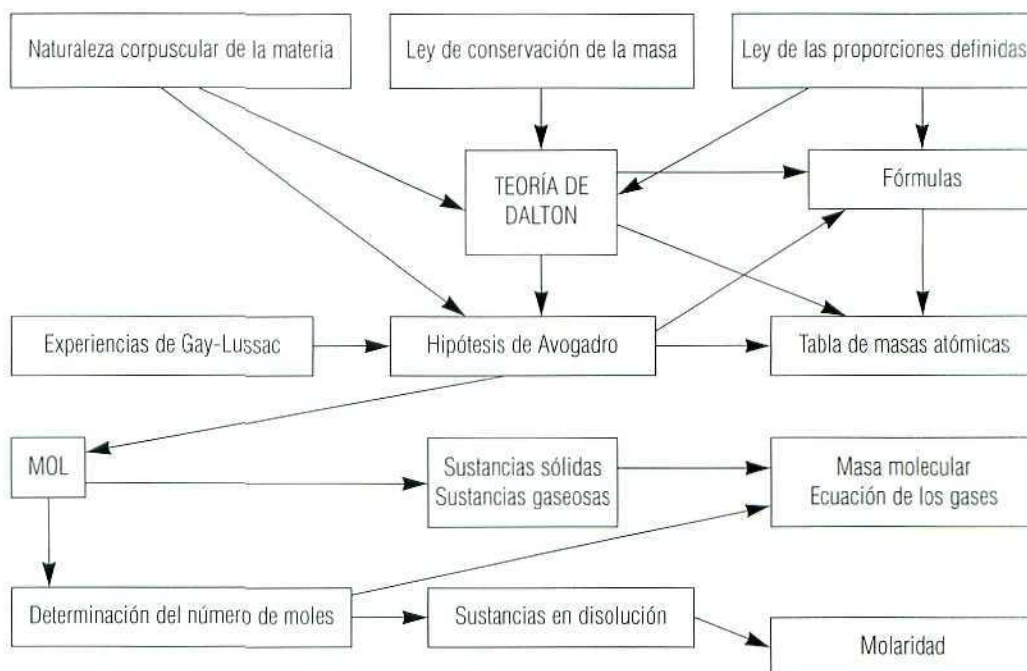 Naturaleza corpuscular de la materia
Ley de conservación de la masa
Ley de las proporciones definidas
TEORÍA DE
DALTON
Fórmulas
Experiencias de Gay-Lussac
Hipótesis de Avogadro
Tabla de masas atómicas
MOL
Sustancias sólidas
Sustancias gaseosas
Masa molecular
Ecuación de los gases
Determinación del número de moles
Sustancias en disolución
Molaridad